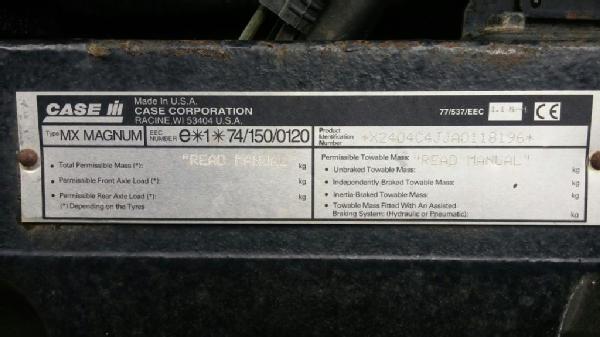 CASE IH
Made In U.S.A.
CASE CORPORATION
RACINE, WI 53404 U.S.A.
77/537/EEC
CE
Type MX MAGNUM EEC NUMBER e*1*74/150/0120 Product Identification Number *X2404C4JJA0118196*
• Total Permissible Mass (*): "READ MANUAL" kg
• Permissible Front Axle Load (*): kg
• Permissible Rear Axle Load (*): kg
(*) Depending on the Tyres
Permissible Towable Mass: "READ MANUAL"
• Unbraked Towable Mass: kg
• Independently Braked Towable Mass: kg
• Inertia-Braked Towable Mass: kg
• Towable Mass Fitted With An Assisted
Braking System: (Hydraulic or Pneumatic): kg